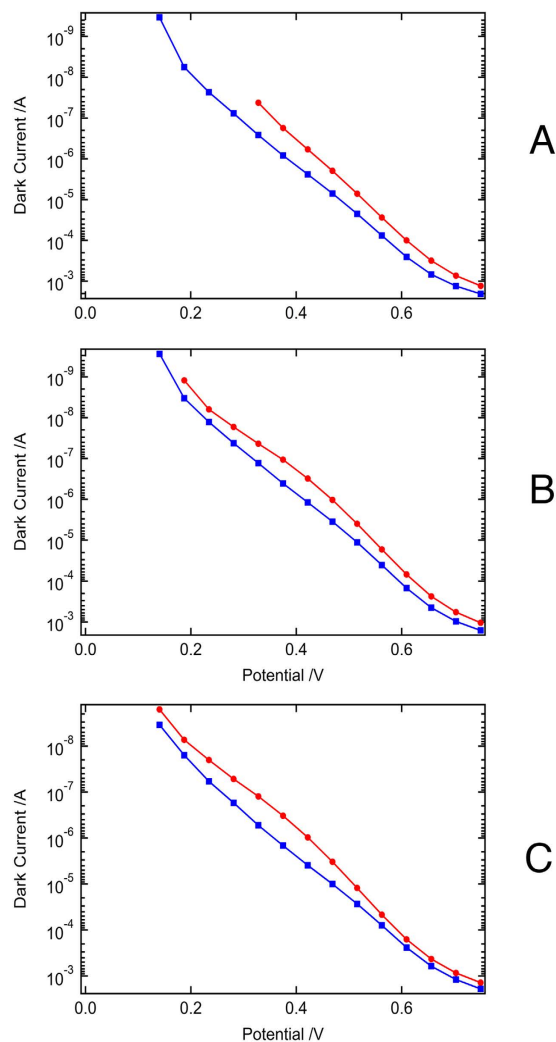 10⁻⁹
10⁻⁸
10⁻⁷
10⁻⁶
10⁻⁵
10⁻⁴
10⁻³
Dark Current /A
0.0 0.2 0.4 0.6
A
10⁻⁹
10⁻⁸
10⁻⁷
10⁻⁶
10⁻⁵
10⁻⁴
10⁻³
Dark Current /A
0.0 0.2 0.4 0.6
Potential /V
B
10⁻⁸
10⁻⁷
10⁻⁶
10⁻⁵
10⁻⁴
10⁻³
Dark Current /A
0.0 0.2 0.4 0.6
Potential /V
C